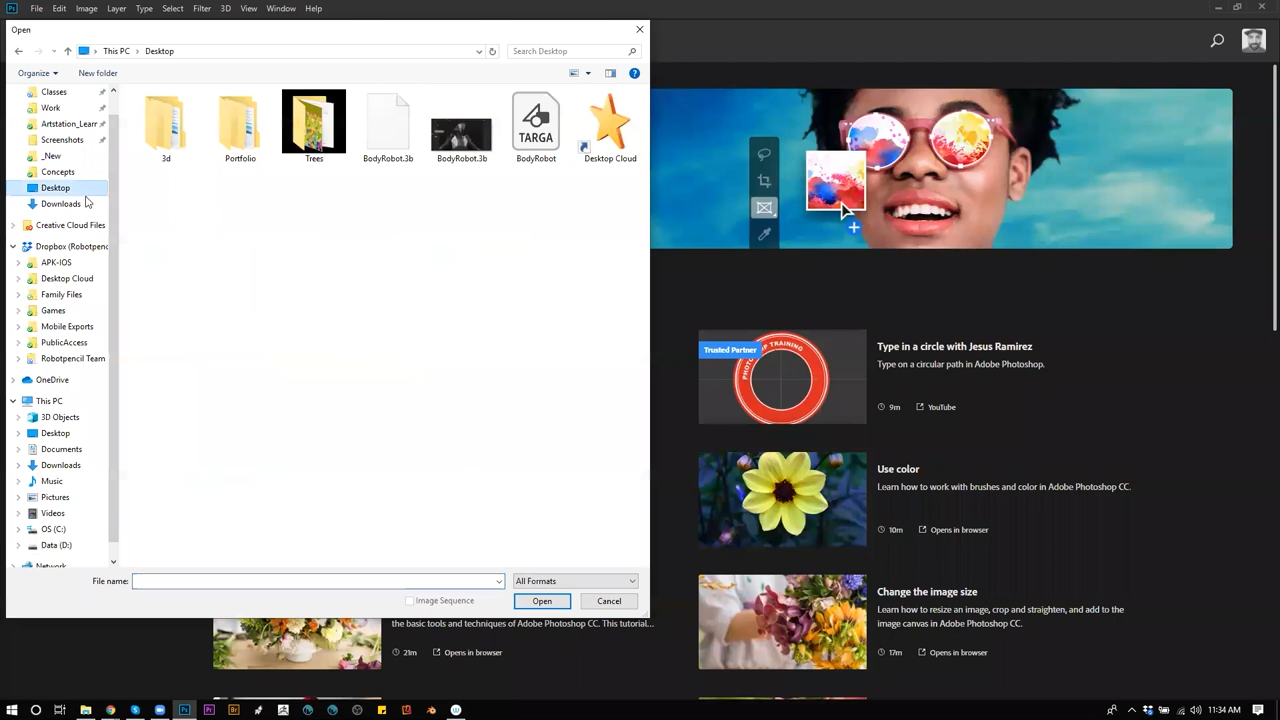 Ps File Edit Image Layer Type Select Filter 3D View Window Help
Open
This PC Desktop
Search Desktop
Organize New folder
Classes
Work
Artstation_Learr
Screenshots
_New
Concepts
Desktop
Downloads
Creative Cloud Files
Dropbox (Robotpenc
APK-IOS
Desktop Cloud
Family Files
Games
Mobile Exports
PublicAccess
Robotpencil Team
OneDrive
This PC
3D Objects
Desktop
Documents
Downloads
Music
Pictures
Videos
OS (C:)
Data (D:)
Network
TARGA
3d Portfolio Trees BodyRobot.3b BodyRobot.3b BodyRobot Desktop Cloud
File name: All Formats
Image Sequence Open Cancel
Trusted Partner
Type in a circle with Jesus Ramirez
Type on a circular path in Adobe Photoshop.
9m YouTube
Use color
Learn how to work with brushes and color in Adobe Photoshop CC.
10m Opens in browser
Change the image size
Learn how to resize an image, crop and straighten, and add to the
image canvas in Adobe Photoshop CC.
17m Opens in browser
the basic tools and techniques of Adobe Photoshop CC. This tutorial...
21m Opens in browser
Ps Pr Br
11:34 AM